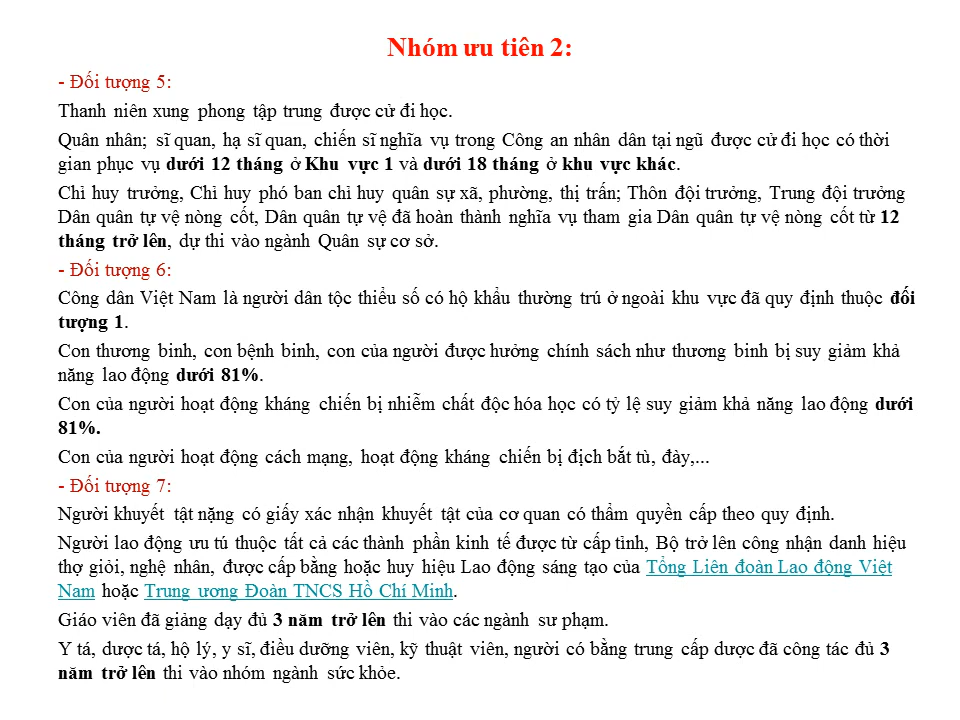 Nhóm ưu tiên 2:
- Đối tượng 5:
Thanh niên xung phong tập trung được cử đi học.
Quân nhân; sĩ quan, hạ sĩ quan, chiến sĩ nghĩa vụ trong Công an nhân dân tại ngũ được cử đi học có thời
gian phục vụ dưới 12 tháng ở Khu vực 1 và dưới 18 tháng ở khu vực khác.
Chỉ huy trưởng, Chỉ huy phó ban chỉ huy quân sự xã, phường, thị trấn; Thôn đội trưởng, Trung đội trưởng
Dân quân tự vệ nòng cốt, Dân quân tự vệ đã hoàn thành nghĩa vụ tham gia Dân quân tự vệ nòng cốt từ 12
tháng trở lên, dự thi vào ngành Quân sự cơ sở.
- Đối tượng 6:
Công dân Việt Nam là người dân tộc thiểu số có hộ khẩu thường trú ở ngoài khu vực đã quy định thuộc đối
tượng 1.
Con thương binh, con bệnh binh, con của người được hưởng chính sách như thương binh bị suy giảm khả
năng lao động dưới 81%.
Con của người hoạt động kháng chiến bị nhiễm chất độc hóa học có tỷ lệ suy giảm khả năng lao động dưới
81%.
Con của người hoạt động cách mạng, hoạt động kháng chiến bị địch bắt tù, đày,...
- Đối tượng 7:
Người khuyết tật nặng có giấy xác nhận khuyết tật của cơ quan có thẩm quyền cấp theo quy định.
Người lao động ưu tú thuộc tất cả các thành phần kinh tế được từ cấp tỉnh, Bộ trở lên công nhận danh hiệu
thợ giỏi, nghệ nhân, được cấp bằng hoặc huy hiệu Lao động sáng tạo của Tổng Liên đoàn Lao động Việt
Nam hoặc Trung ương Đoàn TNCS Hồ Chí Minh.
Giáo viên đã giảng dạy đủ 3 năm trở lên thi vào các ngành sư phạm.
Y tá, dược tá, hộ lý, y sĩ, điều dưỡng viên, kỹ thuật viên, người có bằng trung cấp dược đã công tác đủ 3
năm trở lên thi vào nhóm ngành sức khỏe.